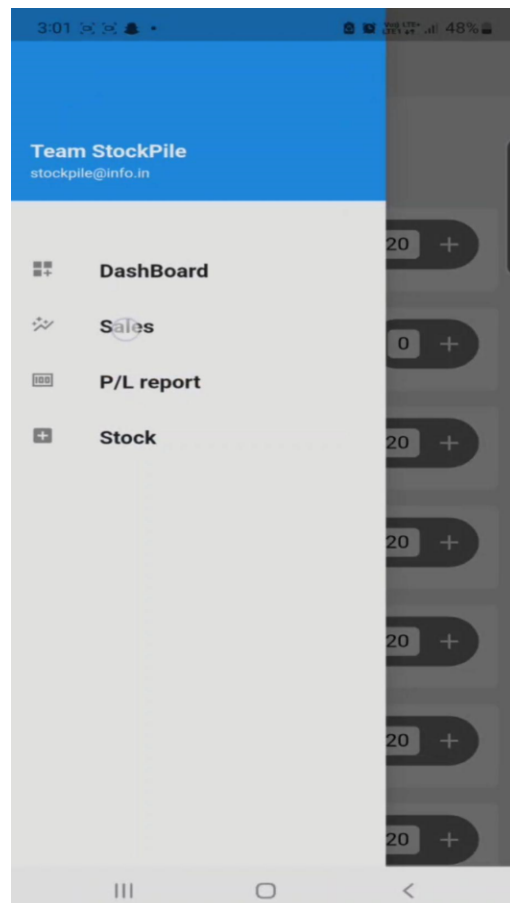 3:01 48%
Team StockPile
stockpile@info.in
20 +
DashBoard
Sales
0 +
P/L report
Stock
20 +
20 +
20 +
20 +
20 +